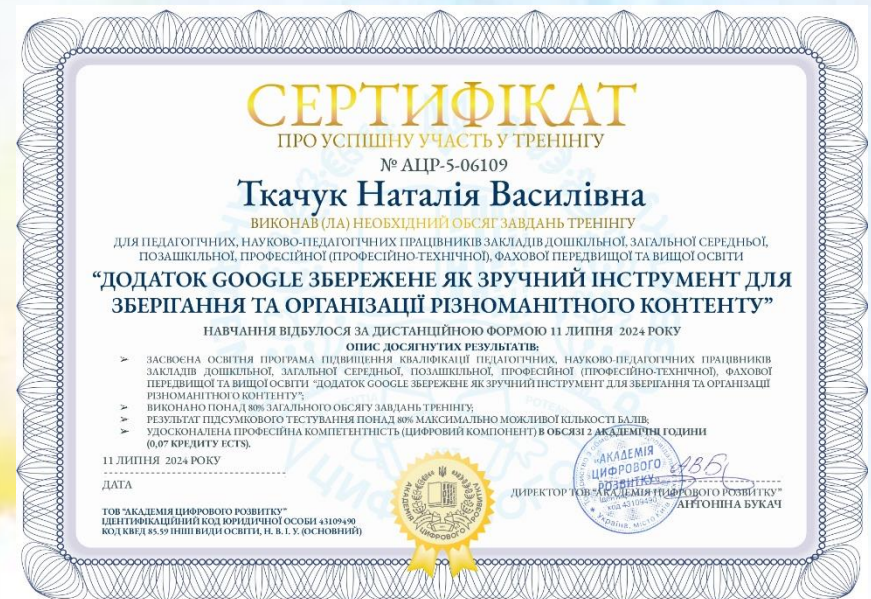 СЕРТИФІКАТ
ПРО УСПІШНУ УЧАСТЬ У ТРЕНІНГУ
№ АЦР-5-06109
Ткачук Наталія Василівна
ВИКОНАВ (ЛА) НЕОБХІДНИЙ ОБСЯГ ЗАВДАНЬ ТРЕНІНГУ
ДЛЯ ПЕДАГОГІЧНИХ, НАУКОВО-ПЕДАГОГІЧНИХ ПРАЦІВНИКІВ ЗАКЛАДІВ ДОШКІЛЬНОЇ, ЗАГАЛЬНОЇ СЕРЕДНЬОЇ,
ПОЗАШКІЛЬНОЇ, ПРОФЕСІЙНОЇ (ПРОФЕСІЙНО-ТЕХНІЧНОЇ), ФАХОВОЇ ПЕРЕДВИЩОЇ ТА ВИЩОЇ ОСВІТИ
“ДОДАТОК GOOGLE ЗБЕРЕЖЕНЕ ЯК ЗРУЧНИЙ ІНСТРУМЕНТ ДЛЯ
ЗБЕРІГАННЯ ТА ОРГАНІЗАЦІЇ РІЗНОМАНІТНОГО КОНТЕНТУ”
НАВЧАННЯ ВІДБУЛОСЯ ЗА ДИСТАНЦІЙНОЮ ФОРМОЮ 11 ЛИПНЯ 2024 РОКУ
ОПИС ДОСЯГНУТИХ РЕЗУЛЬТАТІВ:
➢ ЗАСВОЄНА ОСВІТНЯ ПРОГРАМА ПІДВИЩЕННЯ КВАЛІФІКАЦІЇ ПЕДАГОГІЧНИХ, НАУКОВО-ПЕДАГОГІЧНИХ ПРАЦІВНИКІВ
ЗАКЛАДІВ ДОШКІЛЬНОЇ, ЗАГАЛЬНОЇ СЕРЕДНЬОЇ, ПОЗАШКІЛЬНОЇ, ПРОФЕСІЙНОЇ (ПРОФЕСІЙНО-ТЕХНІЧНОЇ), ФАХОВОЇ
ПЕРЕДВИЩОЇ ТА ВИЩОЇ ОСВІТИ “ДОДАТОК GOOGLE ЗБЕРЕЖЕНЕ ЯК ЗРУЧНИЙ ІНСТРУМЕНТ ДЛЯ ЗБЕРІГАННЯ ТА ОРГАНІЗАЦІЇ
РІЗНОМАНІТНОГО КОНТЕНТУ”;
➢ ВИКОНАНО ПОНАД 80% ЗАГАЛЬНОГО ОБСЯГУ ЗАВДАНЬ ТРЕНІНГУ;
➢ РЕЗУЛЬТАТ ПІДСУМКОВОГО ТЕСТУВАННЯ ПОНАД 80% МАКСИМАЛЬНО МОЖЛИВОЇ КІЛЬКОСТІ БАЛІВ;
➢ УДОСКОНАЛЕНА ПРОФЕСІЙНА КОМПЕТЕНТНІСТЬ (ЦИФРОВИЙ КОМПОНЕНТ) В ОБСЯЗІ 2 АКАДЕМІЧНІ ГОДИНИ
(0,07 КРЕДИТУ ECTS).
11 ЛИПНЯ 2024 РОКУ
ДАТА
ТОВ “АКАДЕМІЯ ЦИФРОВОГО РОЗВИТКУ”
ІДЕНТИФІКАЦІЙНИЙ КОД ЮРИДИЧНОЇ ОСОБИ 43109490
КОД КВЕД 85.59 ІНШІ ВИДИ ОСВІТИ, Н. В. І. У. (ОСНОВНИЙ)
АКАДЕМІЯ ЦИФРОВОГО РОЗВИТКУ
“АКАДЕМІЯ
ЦИФРОВОГО
РОЗВИТКУ”
код 43109490
Україна, місто Київ
ДИРЕКТОР ТОВ “АКАДЕМІЯ ЦИФРОВОГО РОЗВИТКУ”
АНТОНІНА БУКАЧ